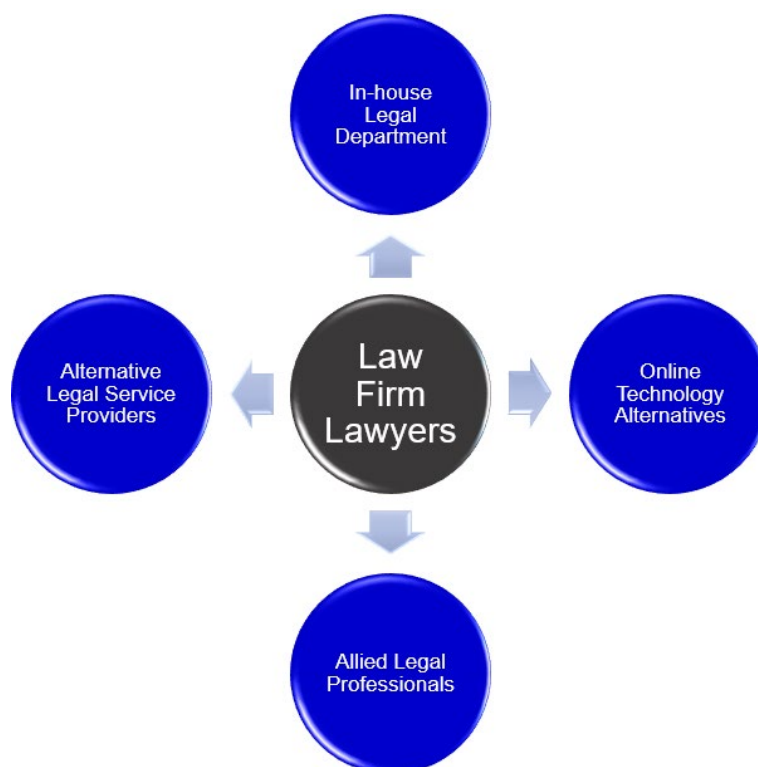 In-house
Legal
Department
Alternative
Legal Service
Providers
Law
Firm
Lawyers
Online
Technology
Alternatives
Allied Legal
Professionals